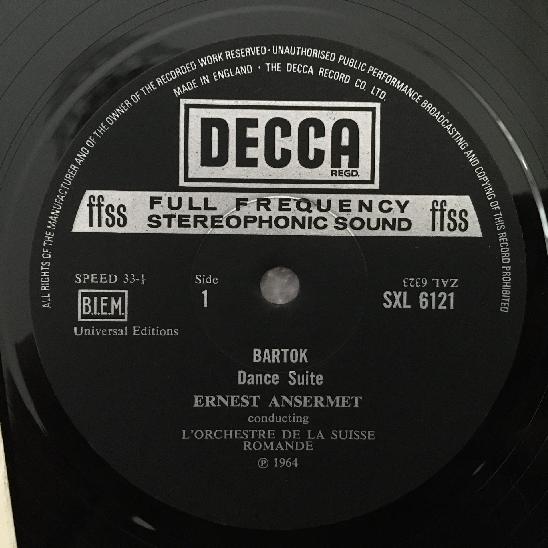 ALL RIGHTS OF THE MANUFACTURER AND OF THE OWNER OF THE RECORDED WORK RESERVED · UNAUTHORISED PUBLIC PERFORMANCE BROADCASTING AND COPYING OF THIS RECORD PROHIBITED
MADE IN ENGLAND · THE DECCA RECORD CO. LTD.
DECCA
REGD.
ffss FULL FREQUENCY STEREOPHONIC SOUND ffss
SPEED 33-⅓
Side
1
ZAL 6323
SXL 6121
B.I.E.M.
Universal Editions
BARTOK
Dance Suite
ERNEST ANSERMET
conducting
L'ORCHESTRE DE LA SUISSE
ROMANDE
℗ 1964